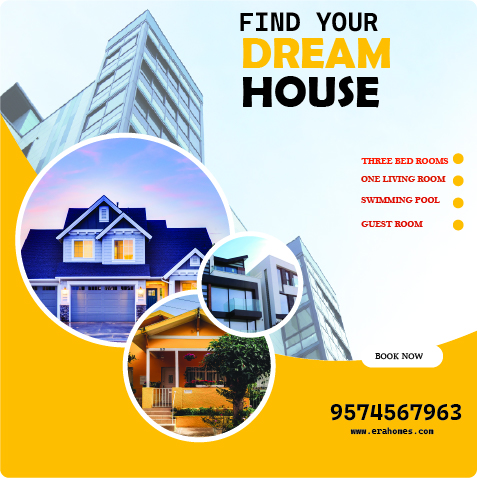 FIND YOUR
DREAM
HOUSE
THREE BED ROOMS
ONE LIVING ROOM
SWIMMING POOL
GUEST ROOM
BOOK NOW
9574567963
www.erahomes.com